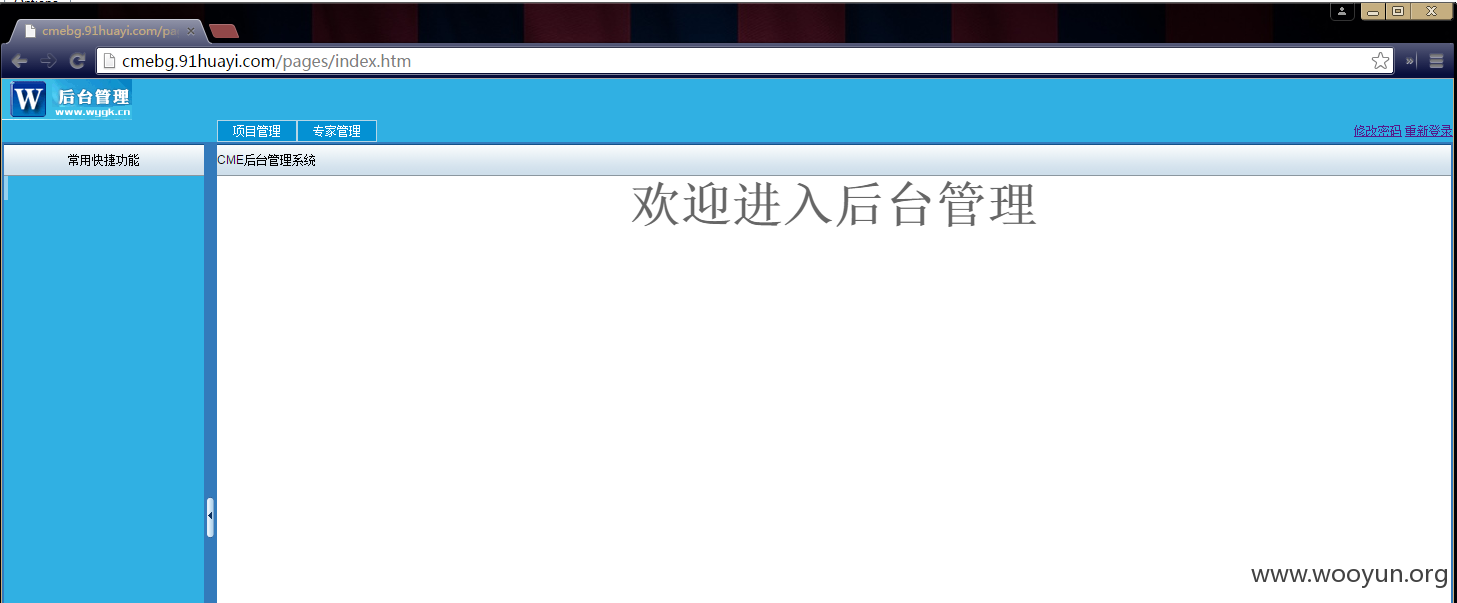 cmebg.91huayi.com/pa
cmebg.91huayi.com/pages/index.htm
W 后台管理
www.wygk.cn
项目管理 专家管理
修改密码 重新登录
常用快捷功能
CME后台管理系统
欢迎进入后台管理
www.wooyun.org